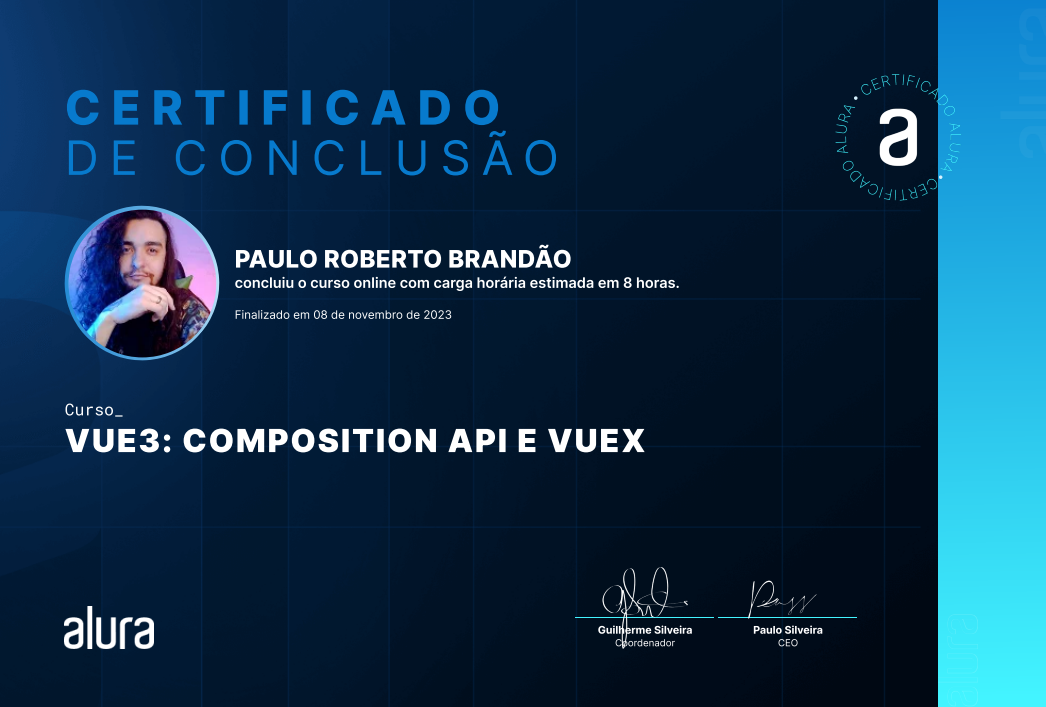 CERTIFICADO
DE CONCLUSÃO
CERTIFICADO ALURA • CERTIFICADO ALURA •
a
PAULO ROBERTO BRANDÃO
concluiu o curso online com carga horária estimada em 8 horas.
Finalizado em 08 de novembro de 2023
Curso_
VUE3: COMPOSITION API E VUEX
alura
Guilherme Silveira
Coordenador
Paulo Silveira
CEO
alura
alura